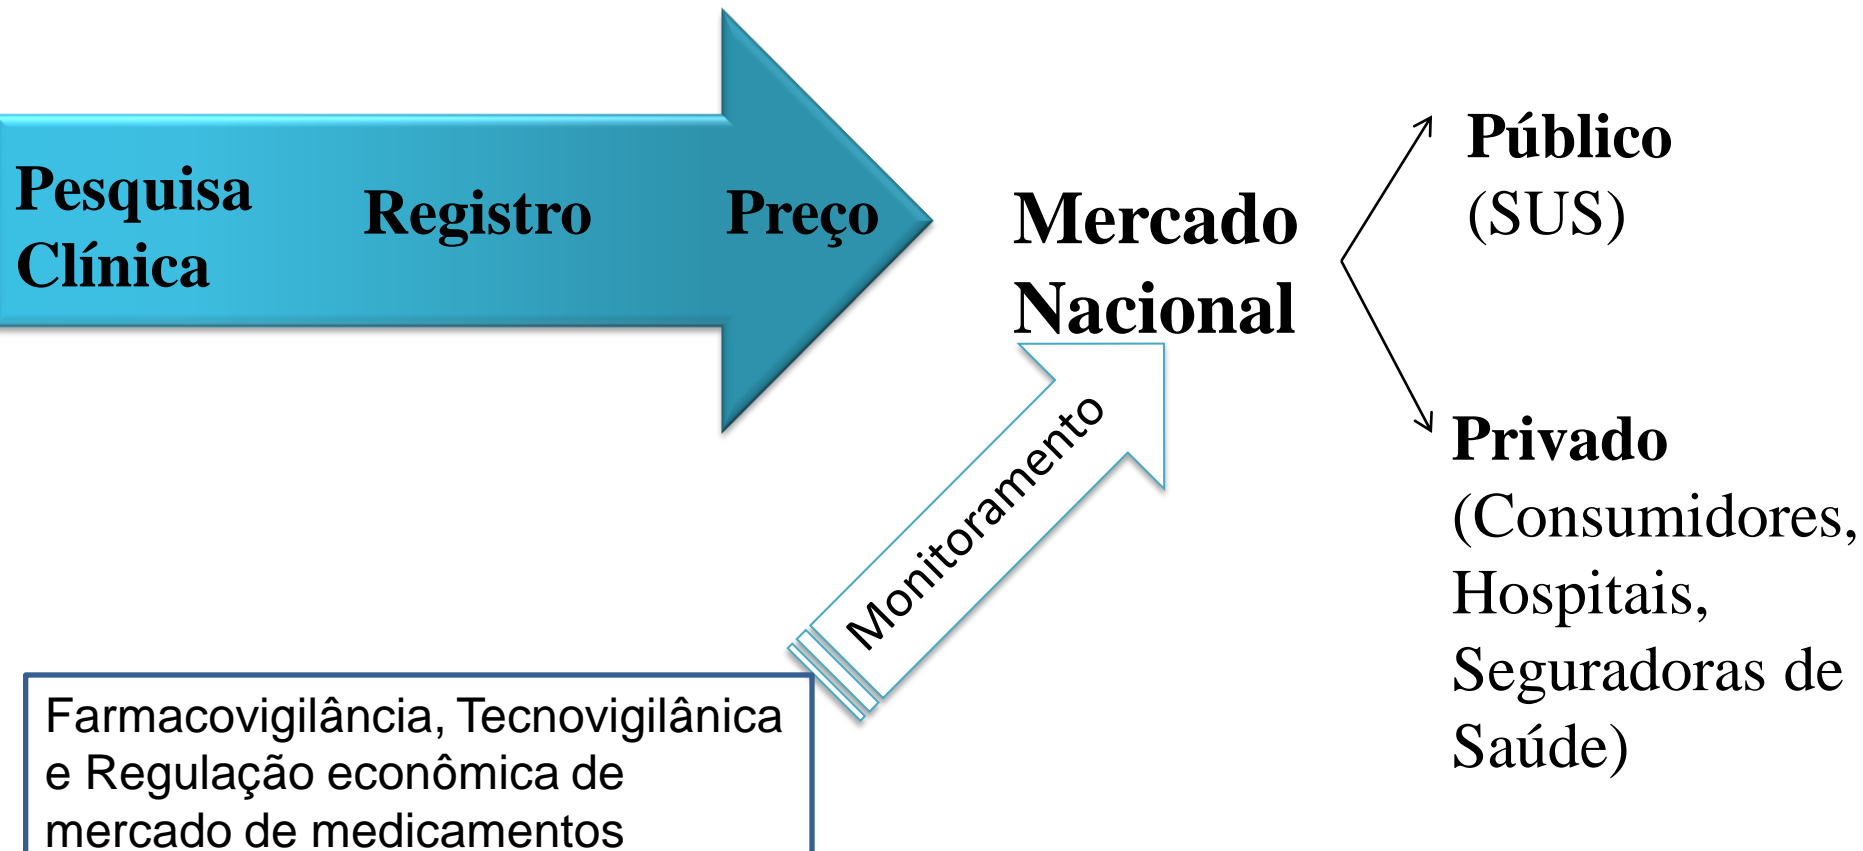 Pesquisa
Clínica
Registro
Preço
Mercado
Nacional
Público
(SUS)
Privado
(Consumidores,
Hospitais,
Seguradoras de
Saúde)
Monitoramento
Farmacovigilância, Tecnovigilânica
e Regulação econômica de
mercado de medicamentos